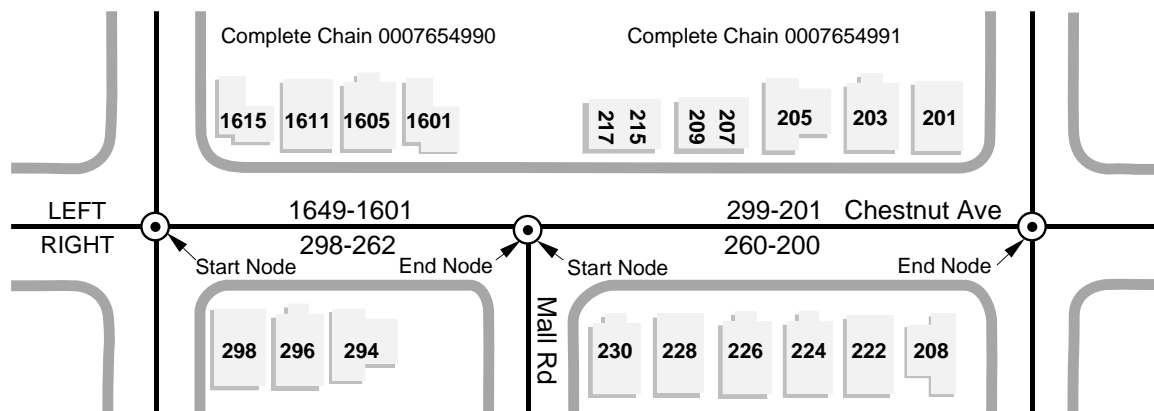 Complete Chain 0007654990 Complete Chain 0007654991
1615 1611 1605 1601 217 215 209 207 205 203 201
LEFT 1649-1601 299-201 Chestnut Ave
RIGHT 298-262 260-200
Start Node End Node Start Node End Node
Mall Rd
298 296 294 230 228 226 224 222 208